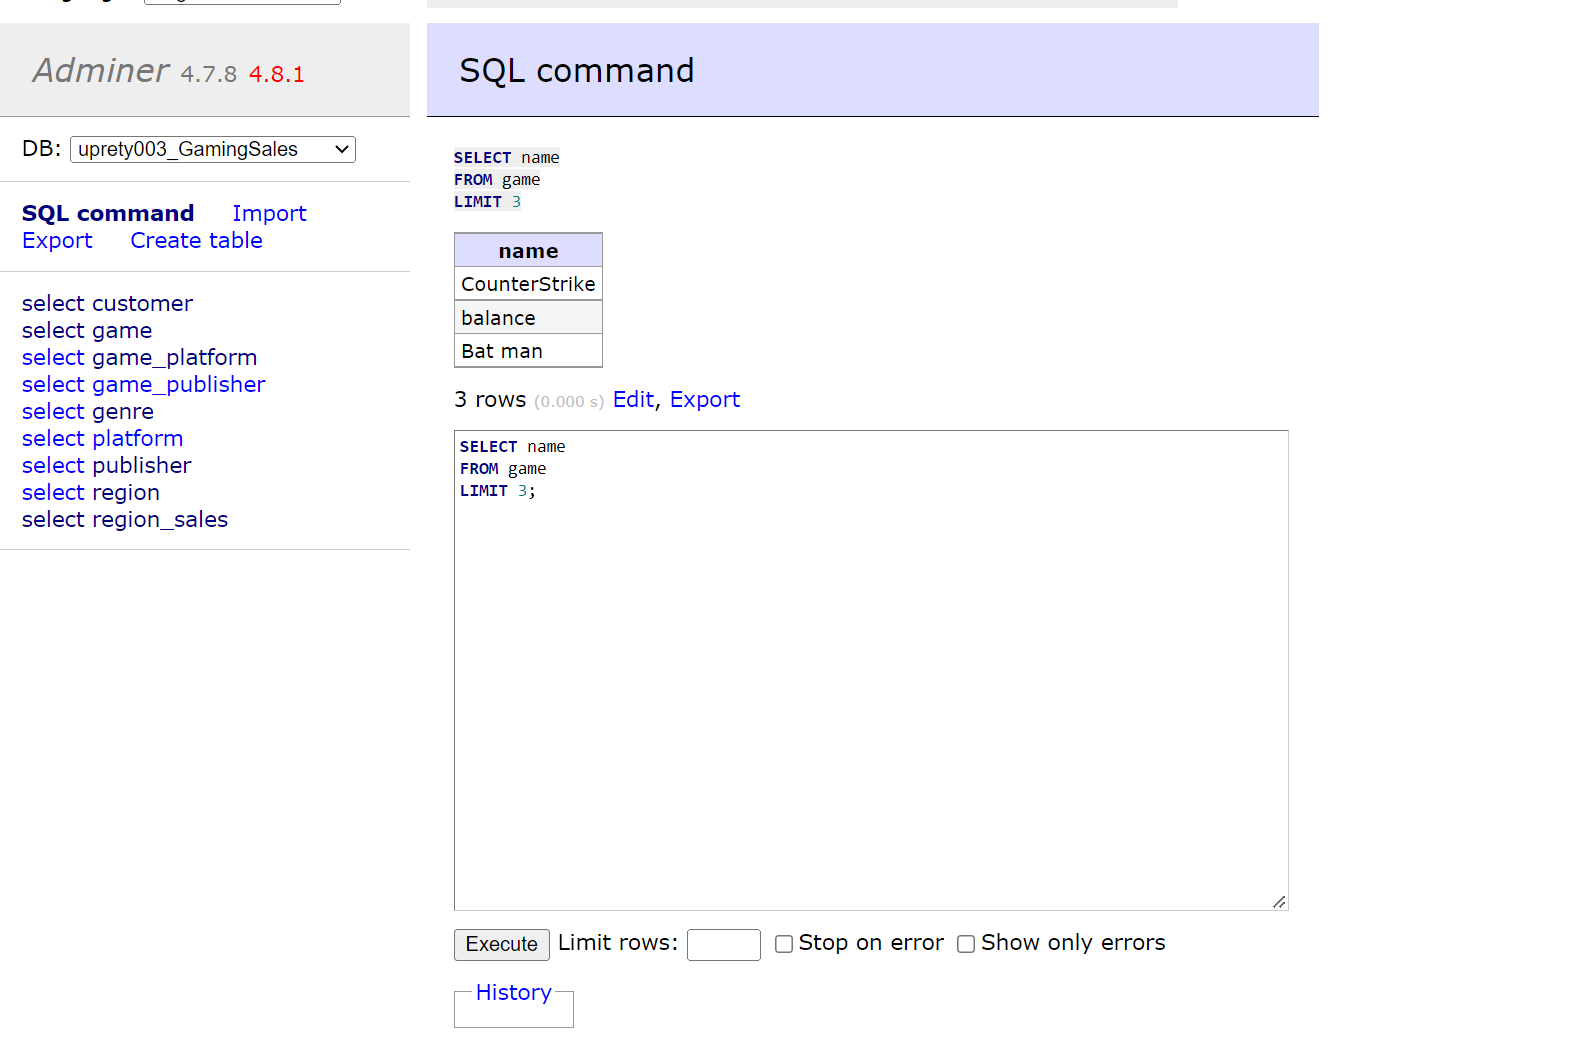 Adminer 4.7.8 4.8.1
DB: uprety003_GamingSales
SQL command Import
Export Create table
select customer
select game
select game_platform
select game_publisher
select genre
select platform
select publisher
select region
select region_sales
SQL command
SELECT name
FROM game
LIMIT 3
name
CounterStrike
balance
Bat man
3 rows (0.000 s) Edit, Export
SELECT name
FROM game
LIMIT 3;
Execute Limit rows: Stop on error Show only errors
History